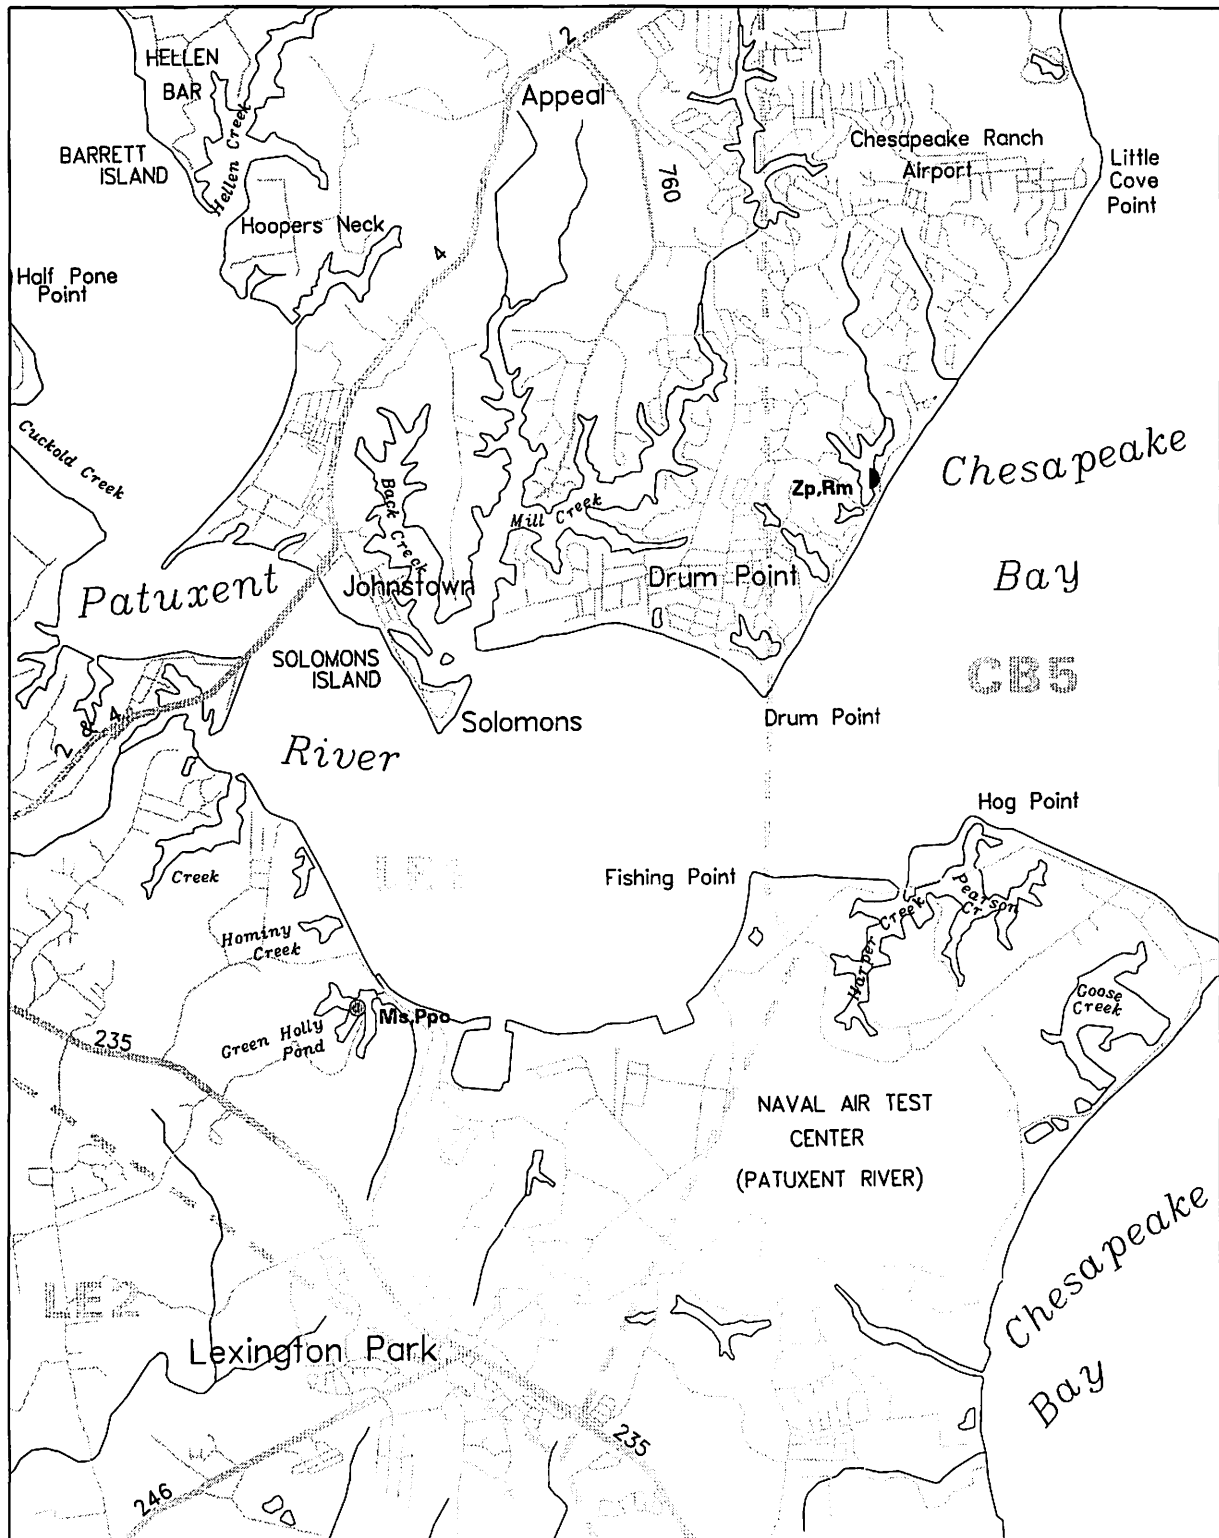 2
HELLEN
BAR
Appeal
Hellen Creek
BARRETT
ISLAND
760
Chesapeake Ranch
Airport
Little
Cove
Point
Hoopers Neck
4
Half Pone
Point
Cuckold Creek
Back Creek
Mill Creek
Zp,Rm
Chesapeake
Bay
Patuxent
Johnstown
Drum Point
SOLOMONS
ISLAND
CB5
Solomons
Drum Point
2 & 4
River
Hog Point
LE1
Creek
Fishing Point
Pearson
Cr
Harper Creek
Hominy
Creek
Goose
Creek
Ms,Ppc
Green Holly
Pond
235
NAVAL AIR TEST
CENTER
(PATUXENT RIVER)
Chesapeake
Bay
LE2
Lexington Park
235
246